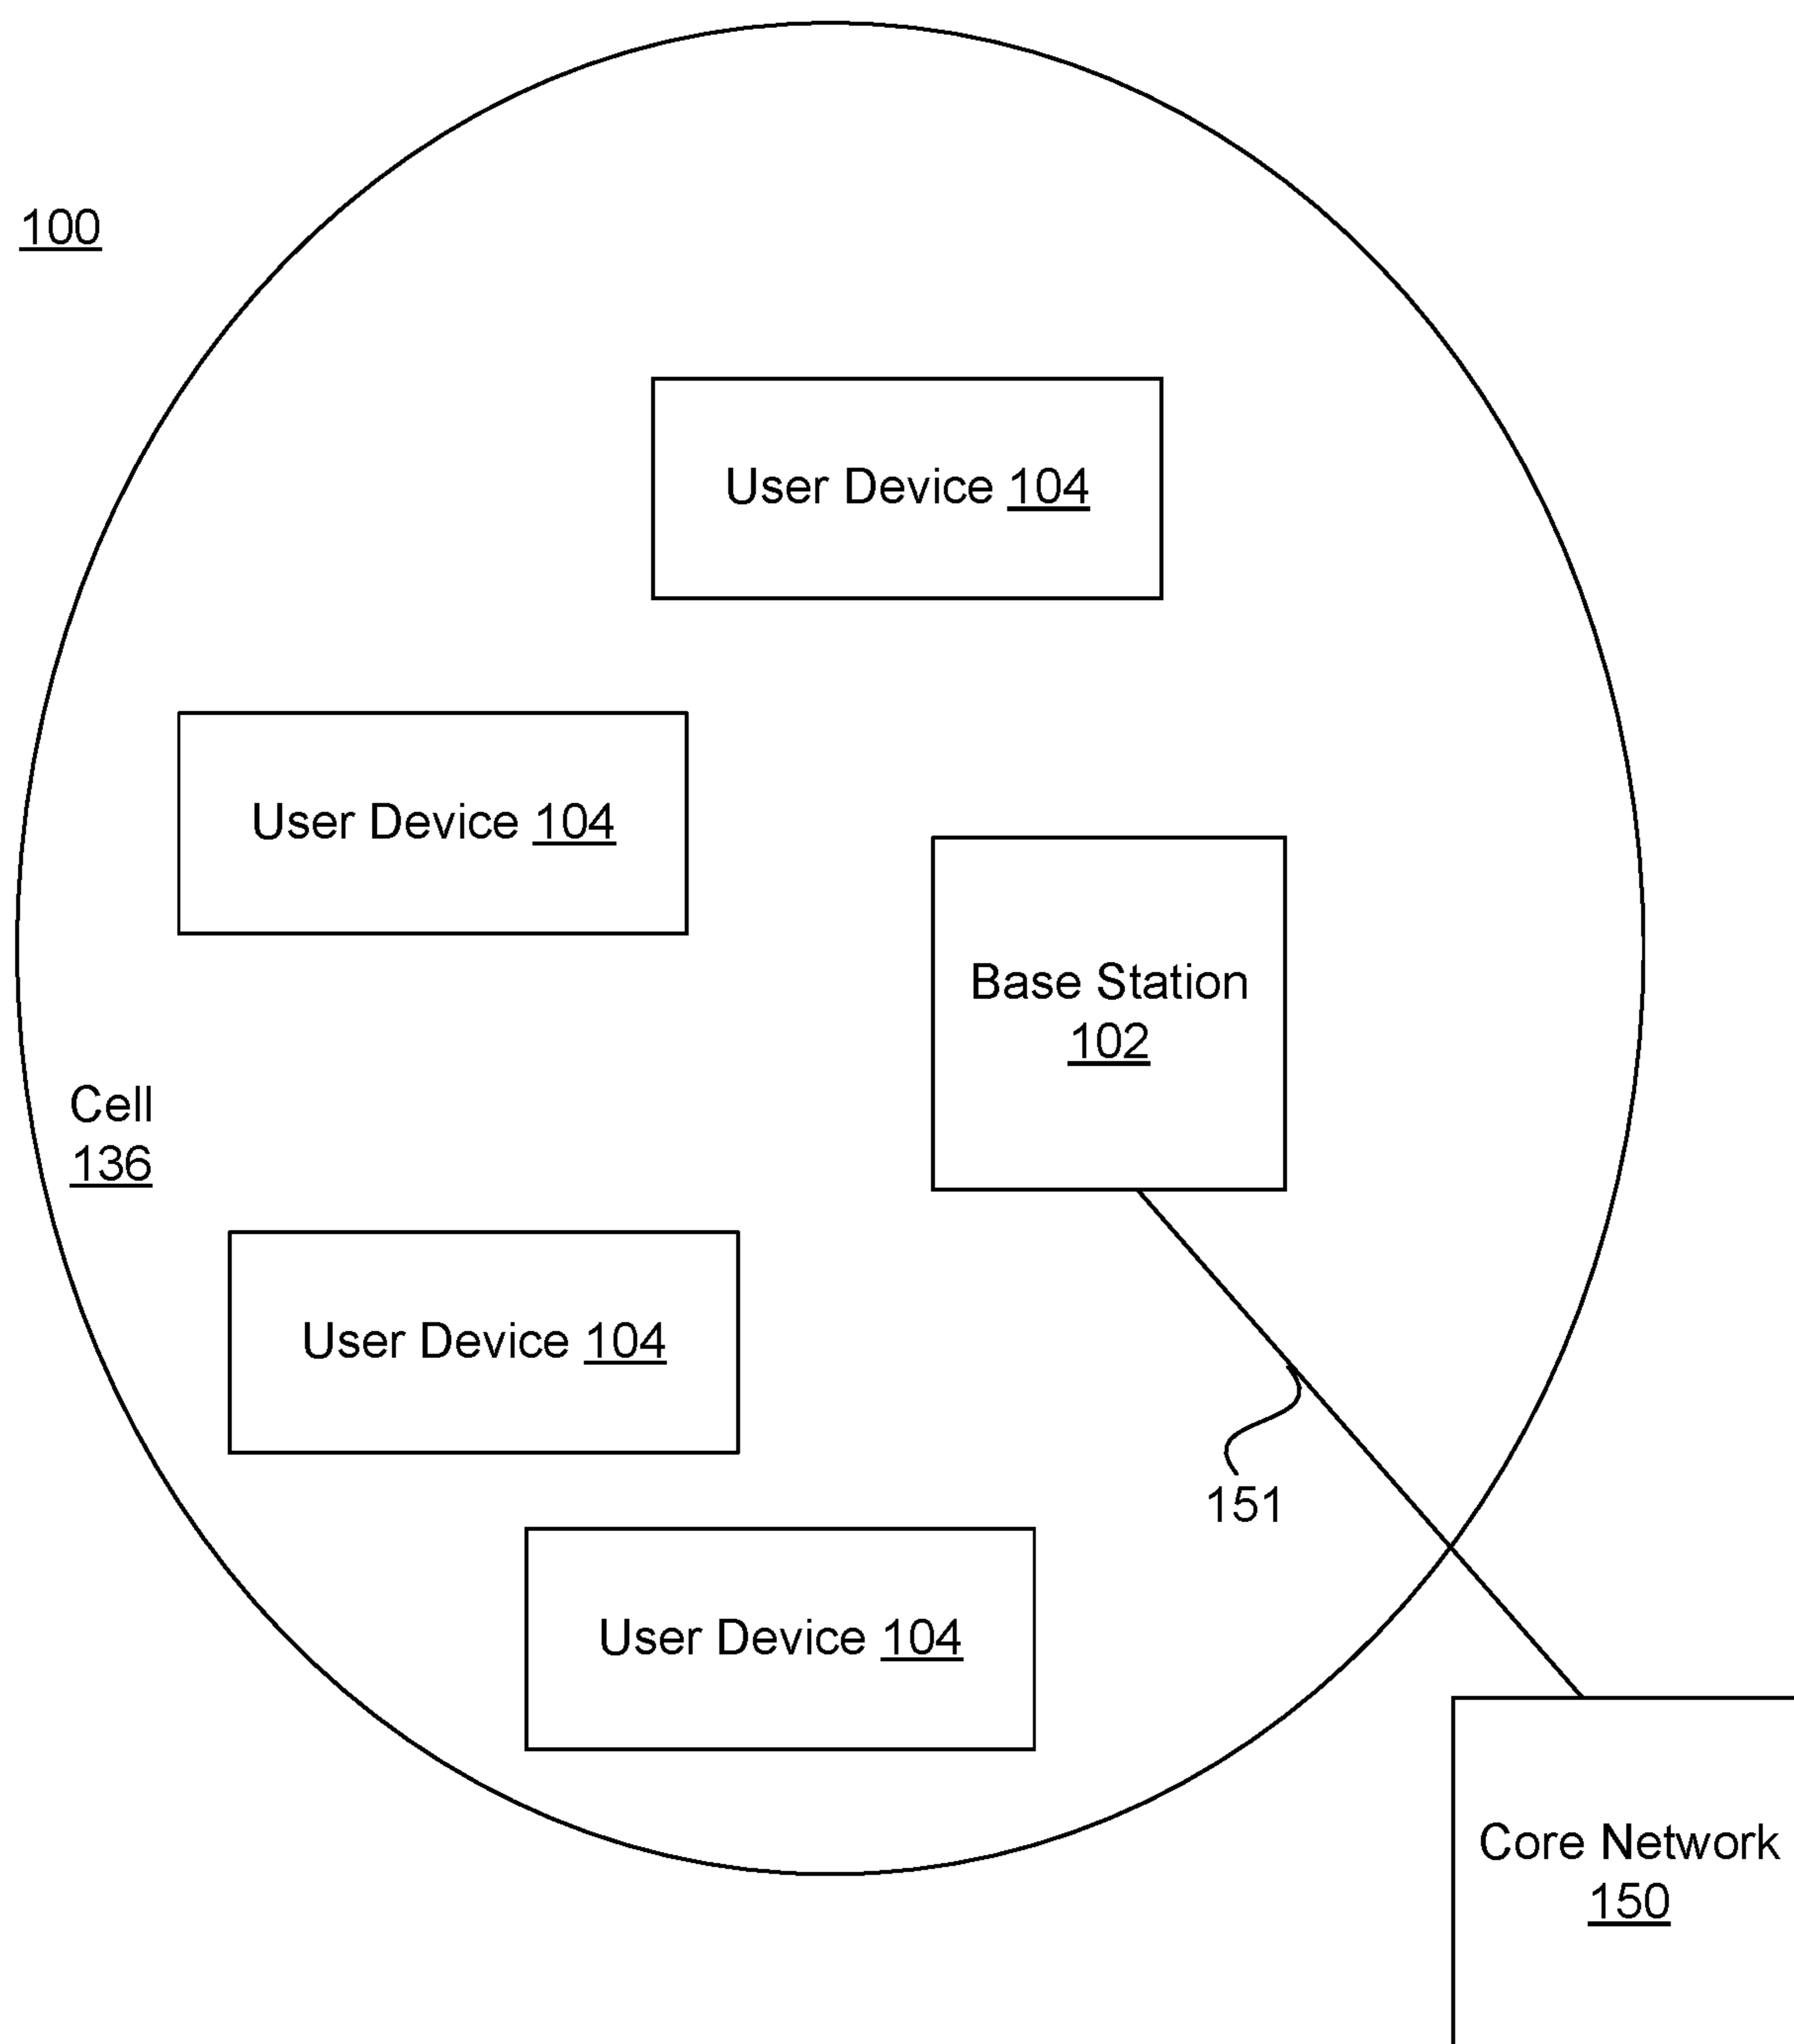 100
User Device 104
User Device 104
Base Station
102
Cell
136
User Device 104
151
User Device 104
Core Network
150